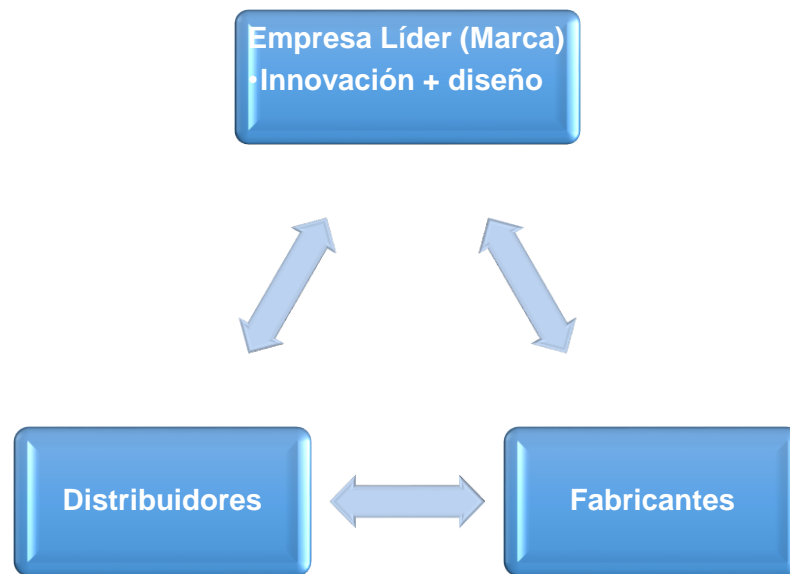 Empresa Líder (Marca)
•Innovación + diseño
Distribuidores
Fabricantes